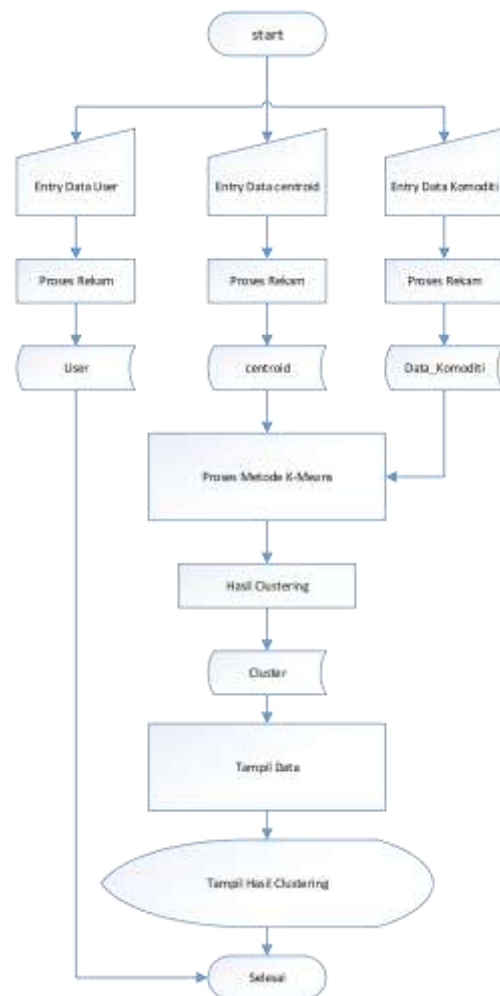 start
Entry Data User
Entry Data centroid
Entry Data Komoditi
Proses Rekam
Proses Rekam
Proses Rekam
User
centroid
Data_Komoditi
Proses Metode K-Means
Hasil Clustering
Cluster
Tampil Data
Tampil Hasil Clustering
Selesai